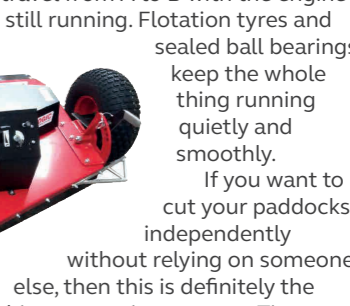 still running. Flotation tyres and
sealed ball bearings
keep the whole
thing running
quietly and
smoothly.
If you want to
cut your paddocks
independently
without relying on someone
else, then this is definitely the